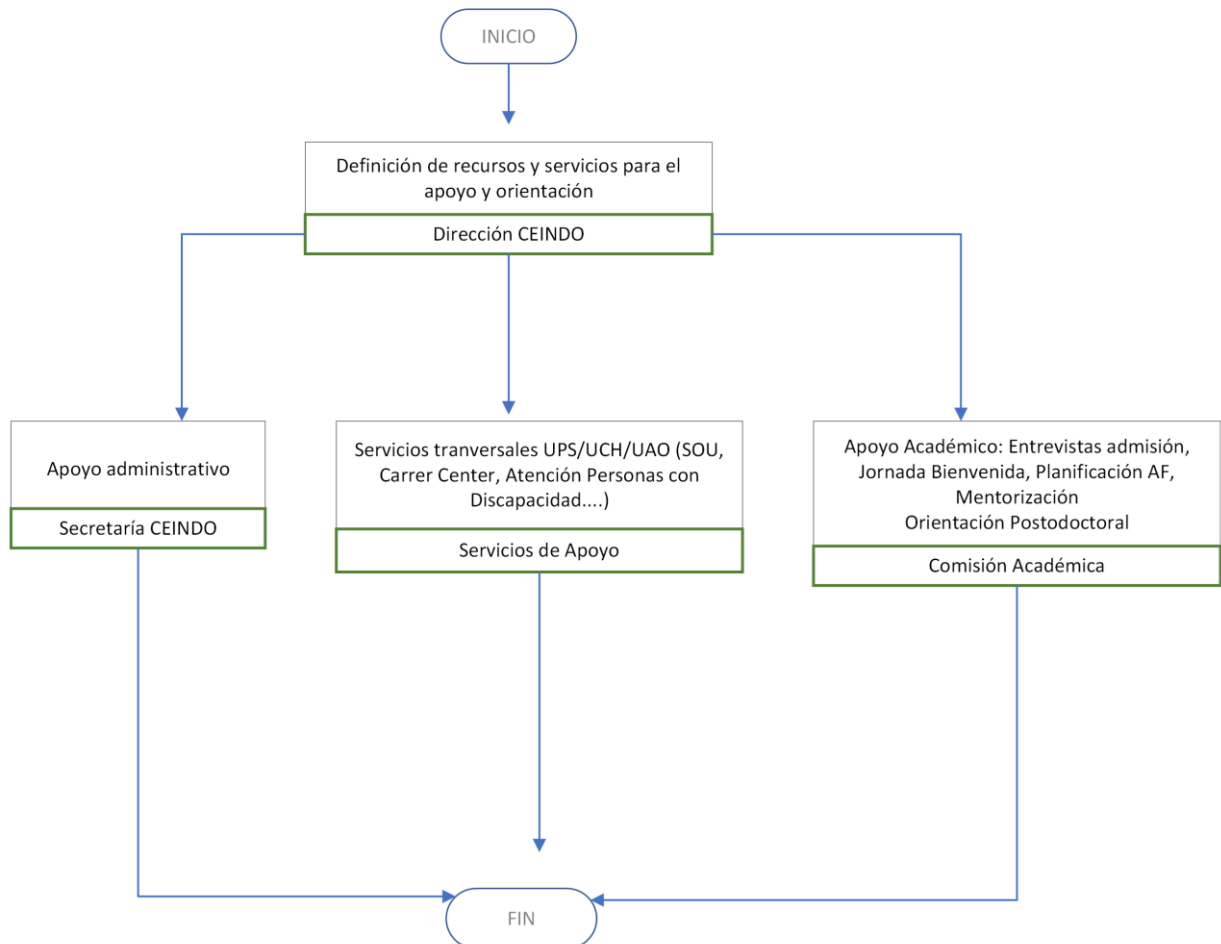 INICIO
Definición de recursos y servicios para el
apoyo y orientación
Dirección CEINDO
Apoyo administrativo
Secretaría CEINDO
Servicios tranversales UPS/UCH/UAO (SOU,
Carrer Center, Atención Personas con
Discapacidad....)
Servicios de Apoyo
Apoyo Académico: Entrevistas admisión,
Jornada Bienvenida, Planificación AF,
Mentorización
Orientación Postodoctoral
Comisión Académica
FIN